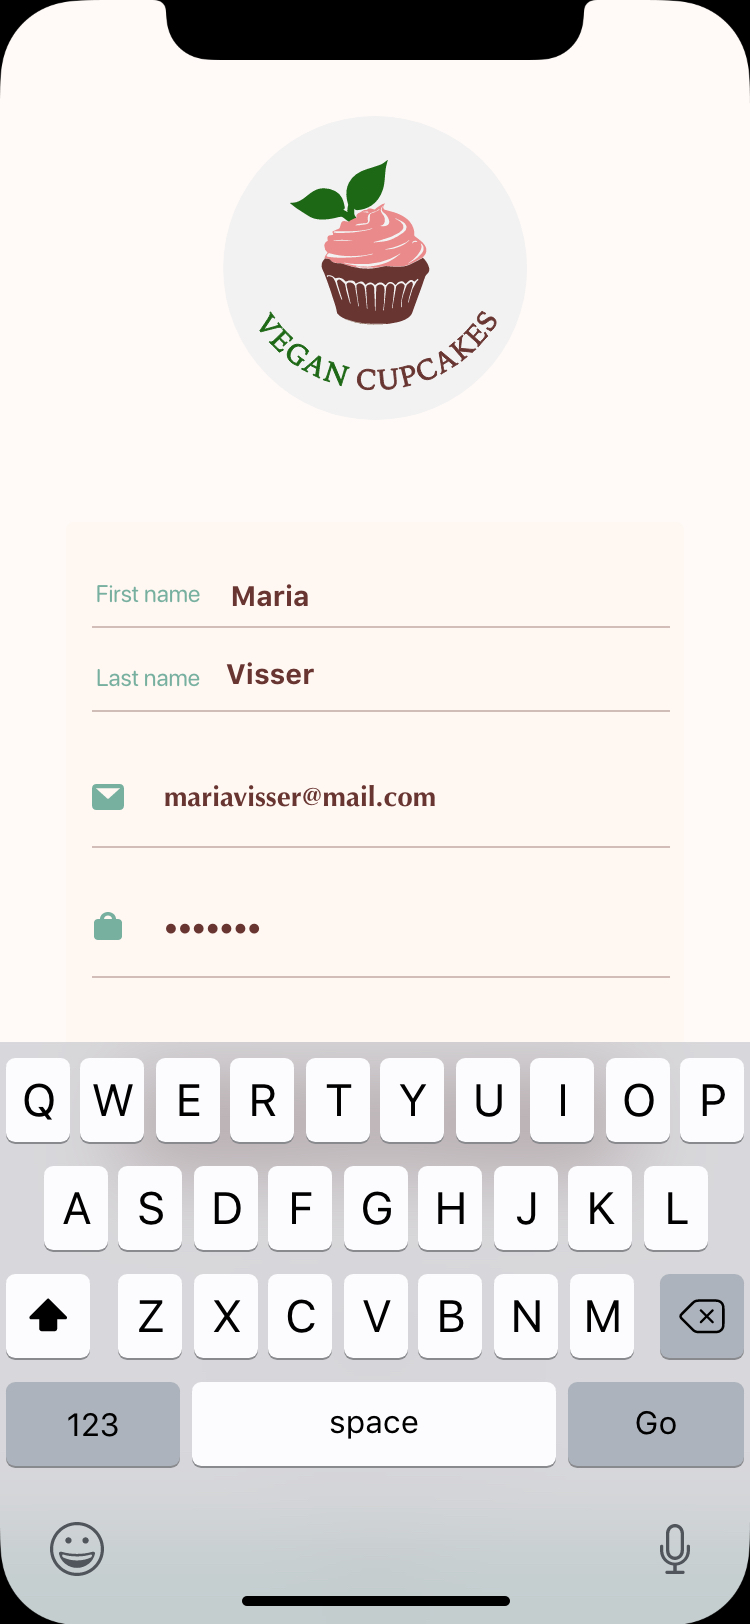 VEGAN CUPCAKES
First name Maria
Last name Visser
mariavisser@mail.com
•••••••
Q W E R T Y U I O P
A S D F G H J K L
Z X C V B N M
123 space Go